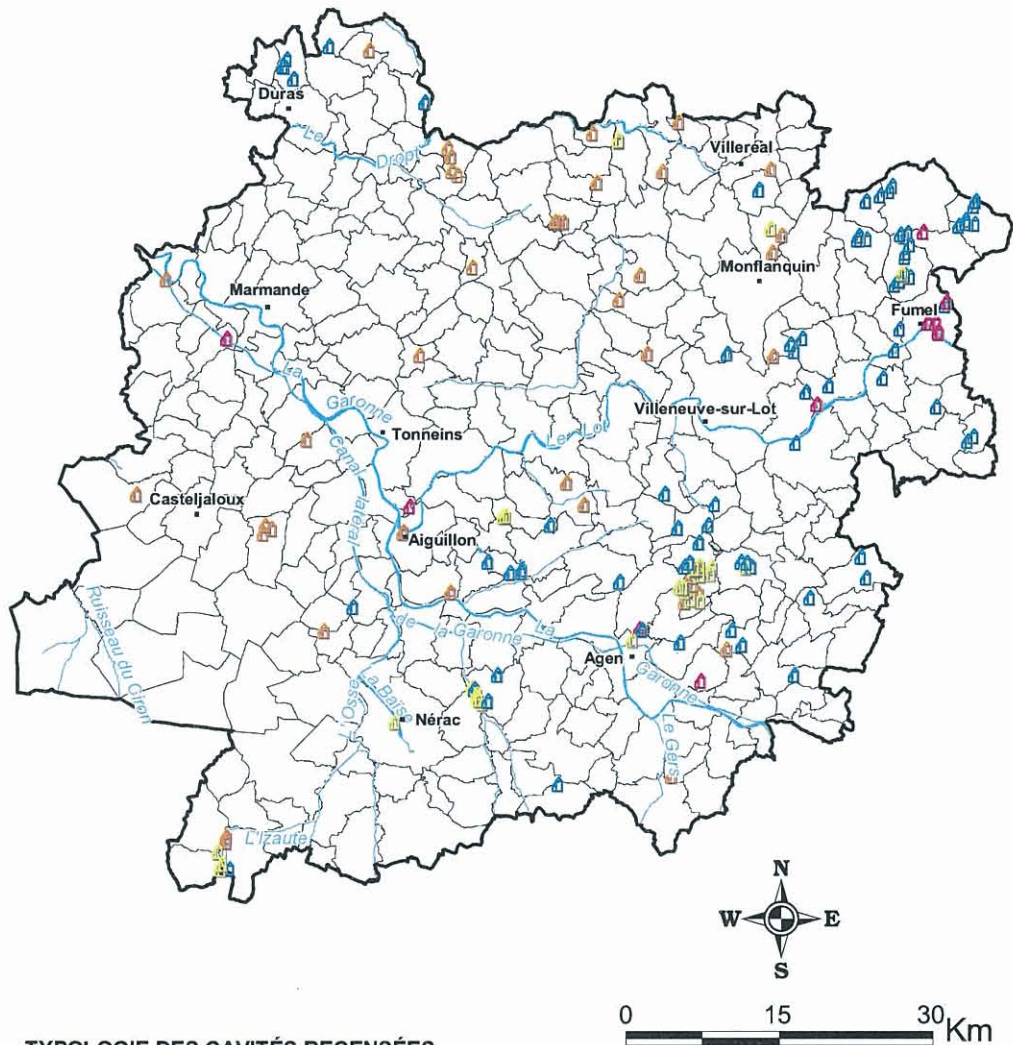 Duras
Le
Dropt
Villeréal
Monflanquin
Marmande
Fumel
La
Garonne
Villeneuve-sur-Lot
Tonneins
Le Lot
Canal
latéral
Casteljaloux
Aiguillon
de la Garonne
La
Garonne
Agen
Ruisseau du Giron
L'Osse
La Baïse
Nérac
Le Gers
L'Izaute
N
W E
S
0 15 30 Km
TYPOLOGIE DES CAVITÉS RECENSÉES